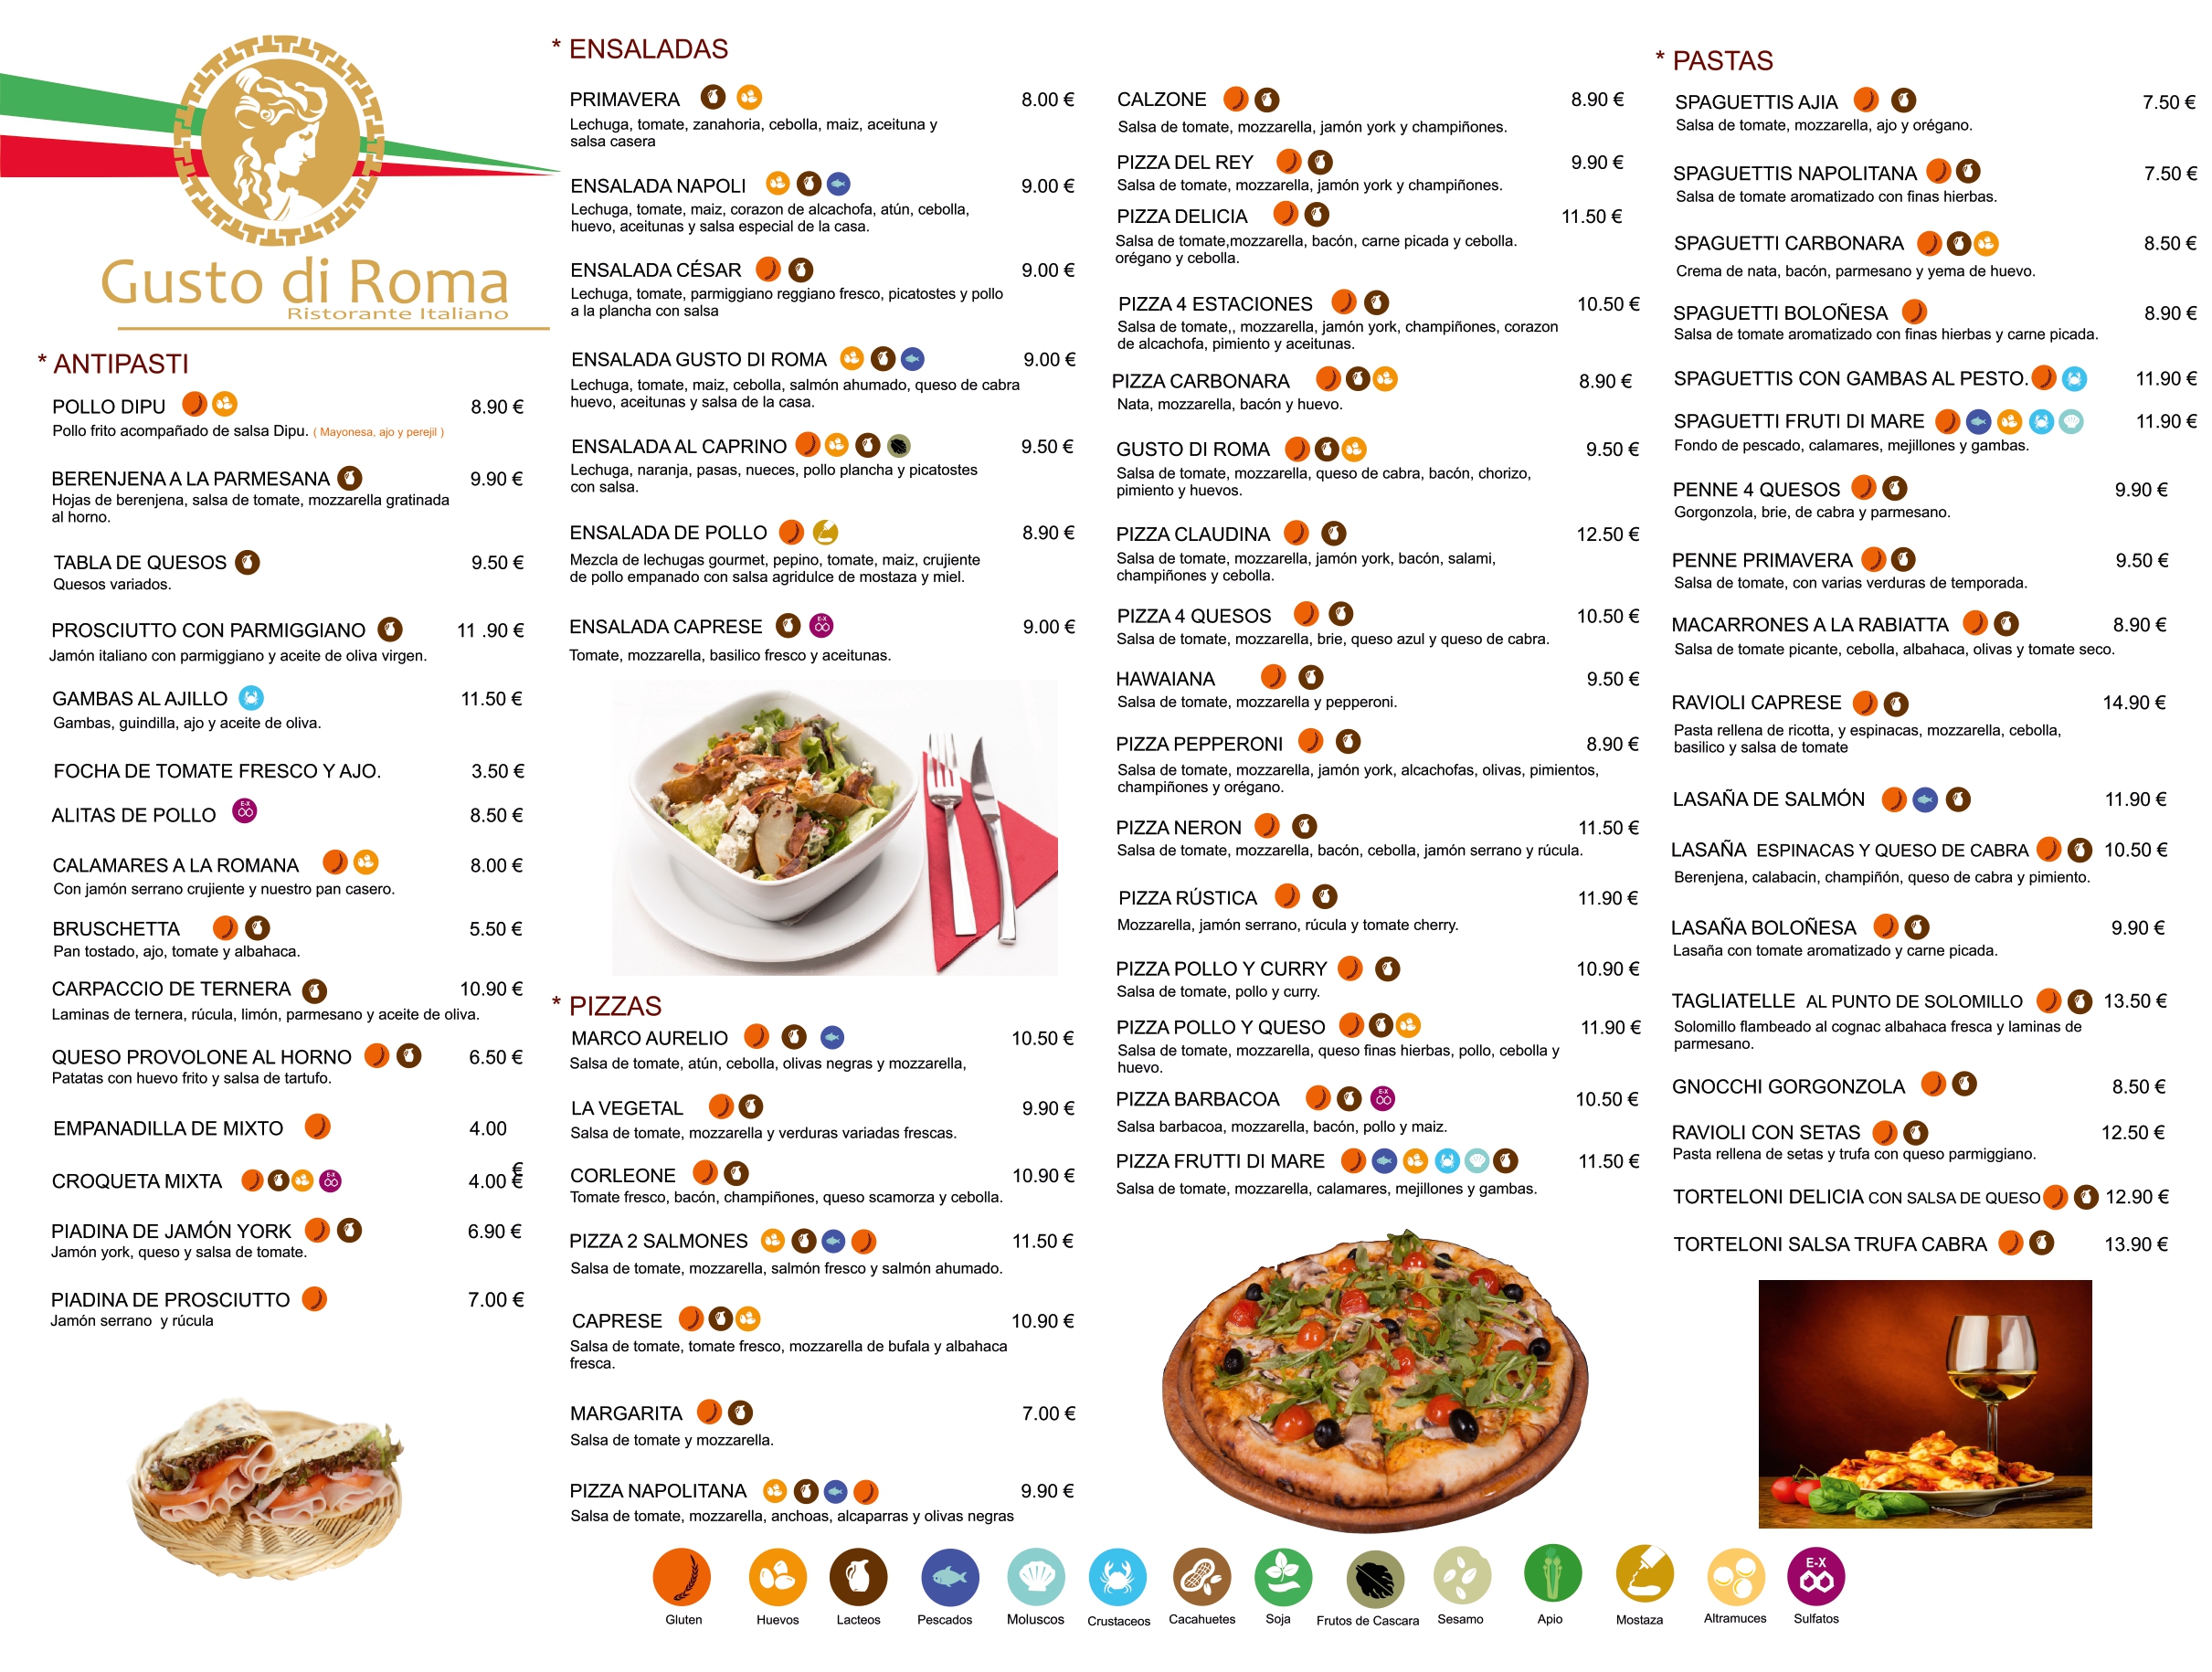 Gusto di Roma
Ristorante Italiano
* ANTIPASTI
POLLO DIPU 8.90 €
Pollo frito acompañado de salsa Dipu. ( Mayonesa, ajo y perejil )
BERENJENA A LA PARMESANA 9.90 €
Hojas de berenjena, salsa de tomate, mozzarella gratinada
al horno.
TABLA DE QUESOS 9.50 €
Quesos variados.
PROSCIUTTO CON PARMIGGIANO 11 .90 €
Jamón italiano con parmiggiano y aceite de oliva virgen.
GAMBAS AL AJILLO 11.50 €
Gambas, guindilla, ajo y aceite de oliva.
FOCHA DE TOMATE FRESCO Y AJO. 3.50 €
ALITAS DE POLLO E-X 8.50 €
CALAMARES A LA ROMANA 8.00 €
Con jamón serrano crujiente y nuestro pan casero.
BRUSCHETTA 5.50 €
Pan tostado, ajo, tomate y albahaca.
CARPACCIO DE TERNERA 10.90 €
Laminas de ternera, rúcula, limón, parmesano y aceite de oliva.
QUESO PROVOLONE AL HORNO 6.50 €
Patatas con huevo frito y salsa de tartufo.
EMPANADILLA DE MIXTO 4.00
€
CROQUETA MIXTA E-X 4.00 €
PIADINA DE JAMÓN YORK 6.90 €
Jamón york, queso y salsa de tomate.
PIADINA DE PROSCIUTTO 7.00 €
Jamón serrano y rúcula
* ENSALADAS
PRIMAVERA 8.00 €
Lechuga, tomate, zanahoria, cebolla, maiz, aceituna y
salsa casera
ENSALADA NAPOLI 9.00 €
Lechuga, tomate, maiz, corazon de alcachofa, atún, cebolla,
huevo, aceitunas y salsa especial de la casa.
ENSALADA CÉSAR 9.00 €
Lechuga, tomate, parmiggiano reggiano fresco, picatostes y pollo
a la plancha con salsa
ENSALADA GUSTO DI ROMA 9.00 €
Lechuga, tomate, maiz, cebolla, salmón ahumado, queso de cabra
huevo, aceitunas y salsa de la casa.
ENSALADA AL CAPRINO 9.50 €
Lechuga, naranja, pasas, nueces, pollo plancha y picatostes
con salsa.
ENSALADA DE POLLO 8.90 €
Mezcla de lechugas gourmet, pepino, tomate, maiz, crujiente
de pollo empanado con salsa agridulce de mostaza y miel.
ENSALADA CAPRESE E-X 9.00 €
Tomate, mozzarella, basilico fresco y aceitunas.
* PIZZAS
MARCO AURELIO 10.50 €
Salsa de tomate, atún, cebolla, olivas negras y mozzarella,
LA VEGETAL 9.90 €
Salsa de tomate, mozzarella y verduras variadas frescas.
CORLEONE 10.90 €
Tomate fresco, bacón, champiñones, queso scamorza y cebolla.
PIZZA 2 SALMONES 11.50 €
Salsa de tomate, mozzarella, salmón fresco y salmón ahumado.
CAPRESE 10.90 €
Salsa de tomate, tomate fresco, mozzarella de bufala y albahaca
fresca.
MARGARITA 7.00 €
Salsa de tomate y mozzarella.
PIZZA NAPOLITANA 9.90 €
Salsa de tomate, mozzarella, anchoas, alcaparras y olivas negras
CALZONE 8.90 €
Salsa de tomate, mozzarella, jamón york y champiñones.
PIZZA DEL REY 9.90 €
Salsa de tomate, mozzarella, jamón york y champiñones.
PIZZA DELICIA 11.50 €
Salsa de tomate,mozzarella, bacón, carne picada y cebolla.
orégano y cebolla.
PIZZA 4 ESTACIONES 10.50 €
Salsa de tomate,, mozzarella, jamón york, champiñones, corazon
de alcachofa, pimiento y aceitunas.
PIZZA CARBONARA 8.90 €
Nata, mozzarella, bacón y huevo.
GUSTO DI ROMA 9.50 €
Salsa de tomate, mozzarella, queso de cabra, bacón, chorizo,
pimiento y huevos.
PIZZA CLAUDINA 12.50 €
Salsa de tomate, mozzarella, jamón york, bacón, salami,
champiñones y cebolla.
PIZZA 4 QUESOS 10.50 €
Salsa de tomate, mozzarella, brie, queso azul y queso de cabra.
HAWAIANA 9.50 €
Salsa de tomate, mozzarella y pepperoni.
PIZZA PEPPERONI 8.90 €
Salsa de tomate, mozzarella, jamón york, alcachofas, olivas, pimientos,
champiñones y orégano.
PIZZA NERON 11.50 €
Salsa de tomate, mozzarella, bacón, cebolla, jamón serrano y rúcula.
PIZZA RÚSTICA 11.90 €
Mozzarella, jamón serrano, rúcula y tomate cherry.
PIZZA POLLO Y CURRY 10.90 €
Salsa de tomate, pollo y curry.
PIZZA POLLO Y QUESO 11.90 €
Salsa de tomate, mozzarella, queso finas hierbas, pollo, cebolla y
huevo.
PIZZA BARBACOA E-X 10.50 €
Salsa barbacoa, mozzarella, bacón, pollo y maiz.
PIZZA FRUTTI DI MARE 11.50 €
Salsa de tomate, mozzarella, calamares, mejillones y gambas.
* PASTAS
SPAGUETTIS AJIA 7.50 €
Salsa de tomate, mozzarella, ajo y orégano.
SPAGUETTIS NAPOLITANA 7.50 €
Salsa de tomate aromatizado con finas hierbas.
SPAGUETTI CARBONARA 8.50 €
Crema de nata, bacón, parmesano y yema de huevo.
SPAGUETTI BOLOÑESA 8.90 €
Salsa de tomate aromatizado con finas hierbas y carne picada.
SPAGUETTIS CON GAMBAS AL PESTO. 11.90 €
SPAGUETTI FRUTI DI MARE 11.90 €
Fondo de pescado, calamares, mejillones y gambas.
PENNE 4 QUESOS 9.90 €
Gorgonzola, brie, de cabra y parmesano.
PENNE PRIMAVERA 9.50 €
Salsa de tomate, con varias verduras de temporada.
MACARRONES A LA RABIATTA 8.90 €
Salsa de tomate picante, cebolla, albahaca, olivas y tomate seco.
RAVIOLI CAPRESE 14.90 €
Pasta rellena de ricotta, y espinacas, mozzarella, cebolla,
basilico y salsa de tomate
LASAÑA DE SALMÓN 11.90 €
LASAÑA ESPINACAS Y QUESO DE CABRA 10.50 €
Berenjena, calabacin, champiñón, queso de cabra y pimiento.
LASAÑA BOLOÑESA 9.90 €
Lasaña con tomate aromatizado y carne picada.
TAGLIATELLE AL PUNTO DE SOLOMILLO 13.50 €
Solomillo flambeado al cognac albahaca fresca y laminas de
parmesano.
GNOCCHI GORGONZOLA 8.50 €
RAVIOLI CON SETAS 12.50 €
Pasta rellena de setas y trufa con queso parmiggiano.
TORTELONI DELICIA CON SALSA DE QUESO 12.90 €
TORTELONI SALSA TRUFA CABRA 13.90 €
E-X
Gluten Huevos Lacteos Pescados Moluscos Crustaceos Cacahuetes Soja Frutos de Cascara Sesamo Apio Mostaza Altramuces Sulfatos